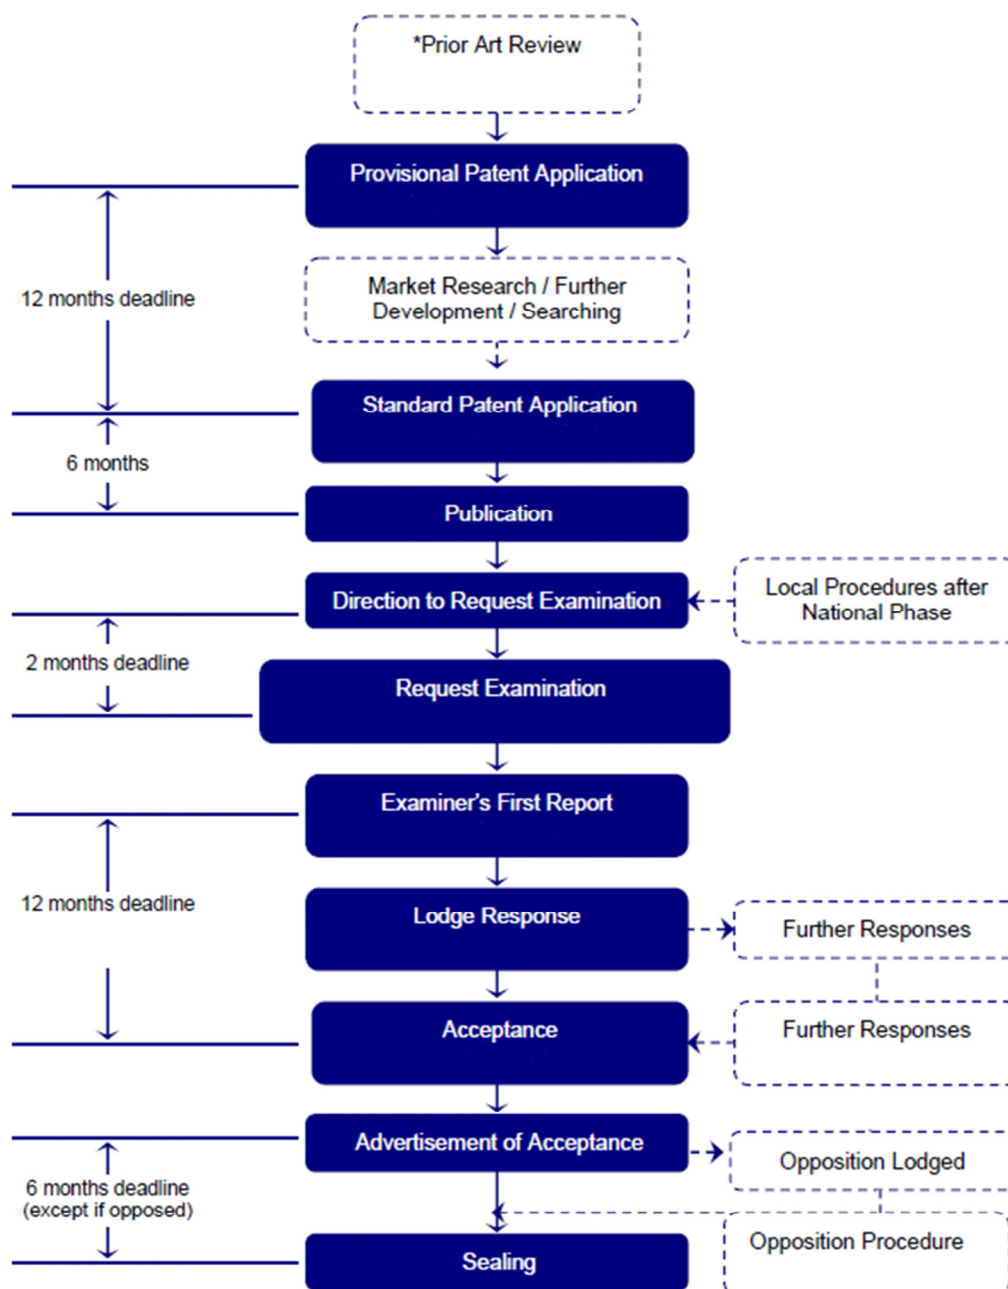 *Prior Art Review
Provisional Patent Application
12 months deadline
Market Research / Further
Development / Searching
Standard Patent Application
6 months
Publication
Direction to Request Examination
Local Procedures after
National Phase
2 months deadline
Request Examination
Examiner's First Report
12 months deadline
Lodge Response
Further Responses
Acceptance
Further Responses
Advertisement of Acceptance
Opposition Lodged
6 months deadline
(except if opposed)
Opposition Procedure
Sealing